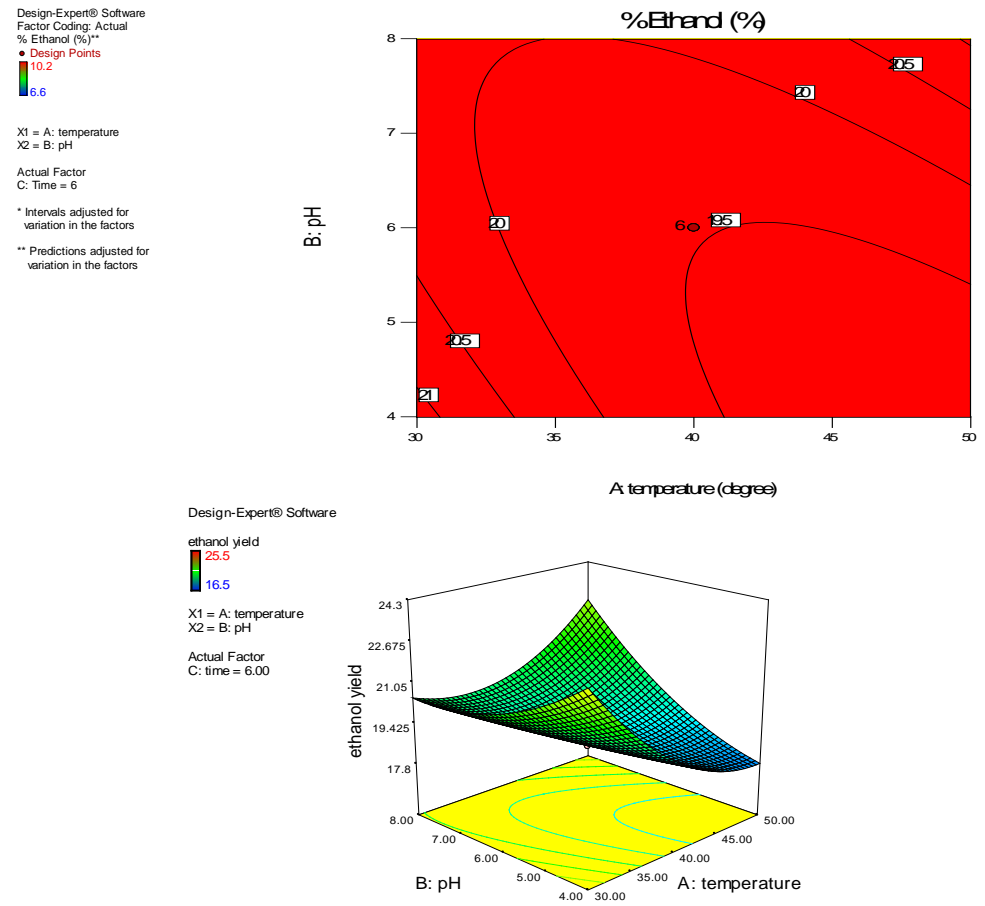 Design-Expert® Software
Factor Coding: Actual
% Ethanol (%)**
Design Points
10.2
6.6
X1 = A: temperature
X2 = B: pH
Actual Factor
C: Time = 6
* Intervals adjusted for
variation in the factors
** Predictions adjusted for
variation in the factors
% Ethanol (%)
B: pH
8
7
6
5
4
20.5
20
20
6
19.5
20.5
21
30
35
40
45
50
A: temperature (degree)
Design-Expert® Software
ethanol yield
25.5
16.5
X1 = A: temperature
X2 = B: pH
Actual Factor
C: time = 6.00
ethanol yield
24.3
22.675
21.05
19.425
17.8
8.00
7.00
6.00
5.00
4.00
30.00
35.00
40.00
45.00
50.00
B: pH
A: temperature